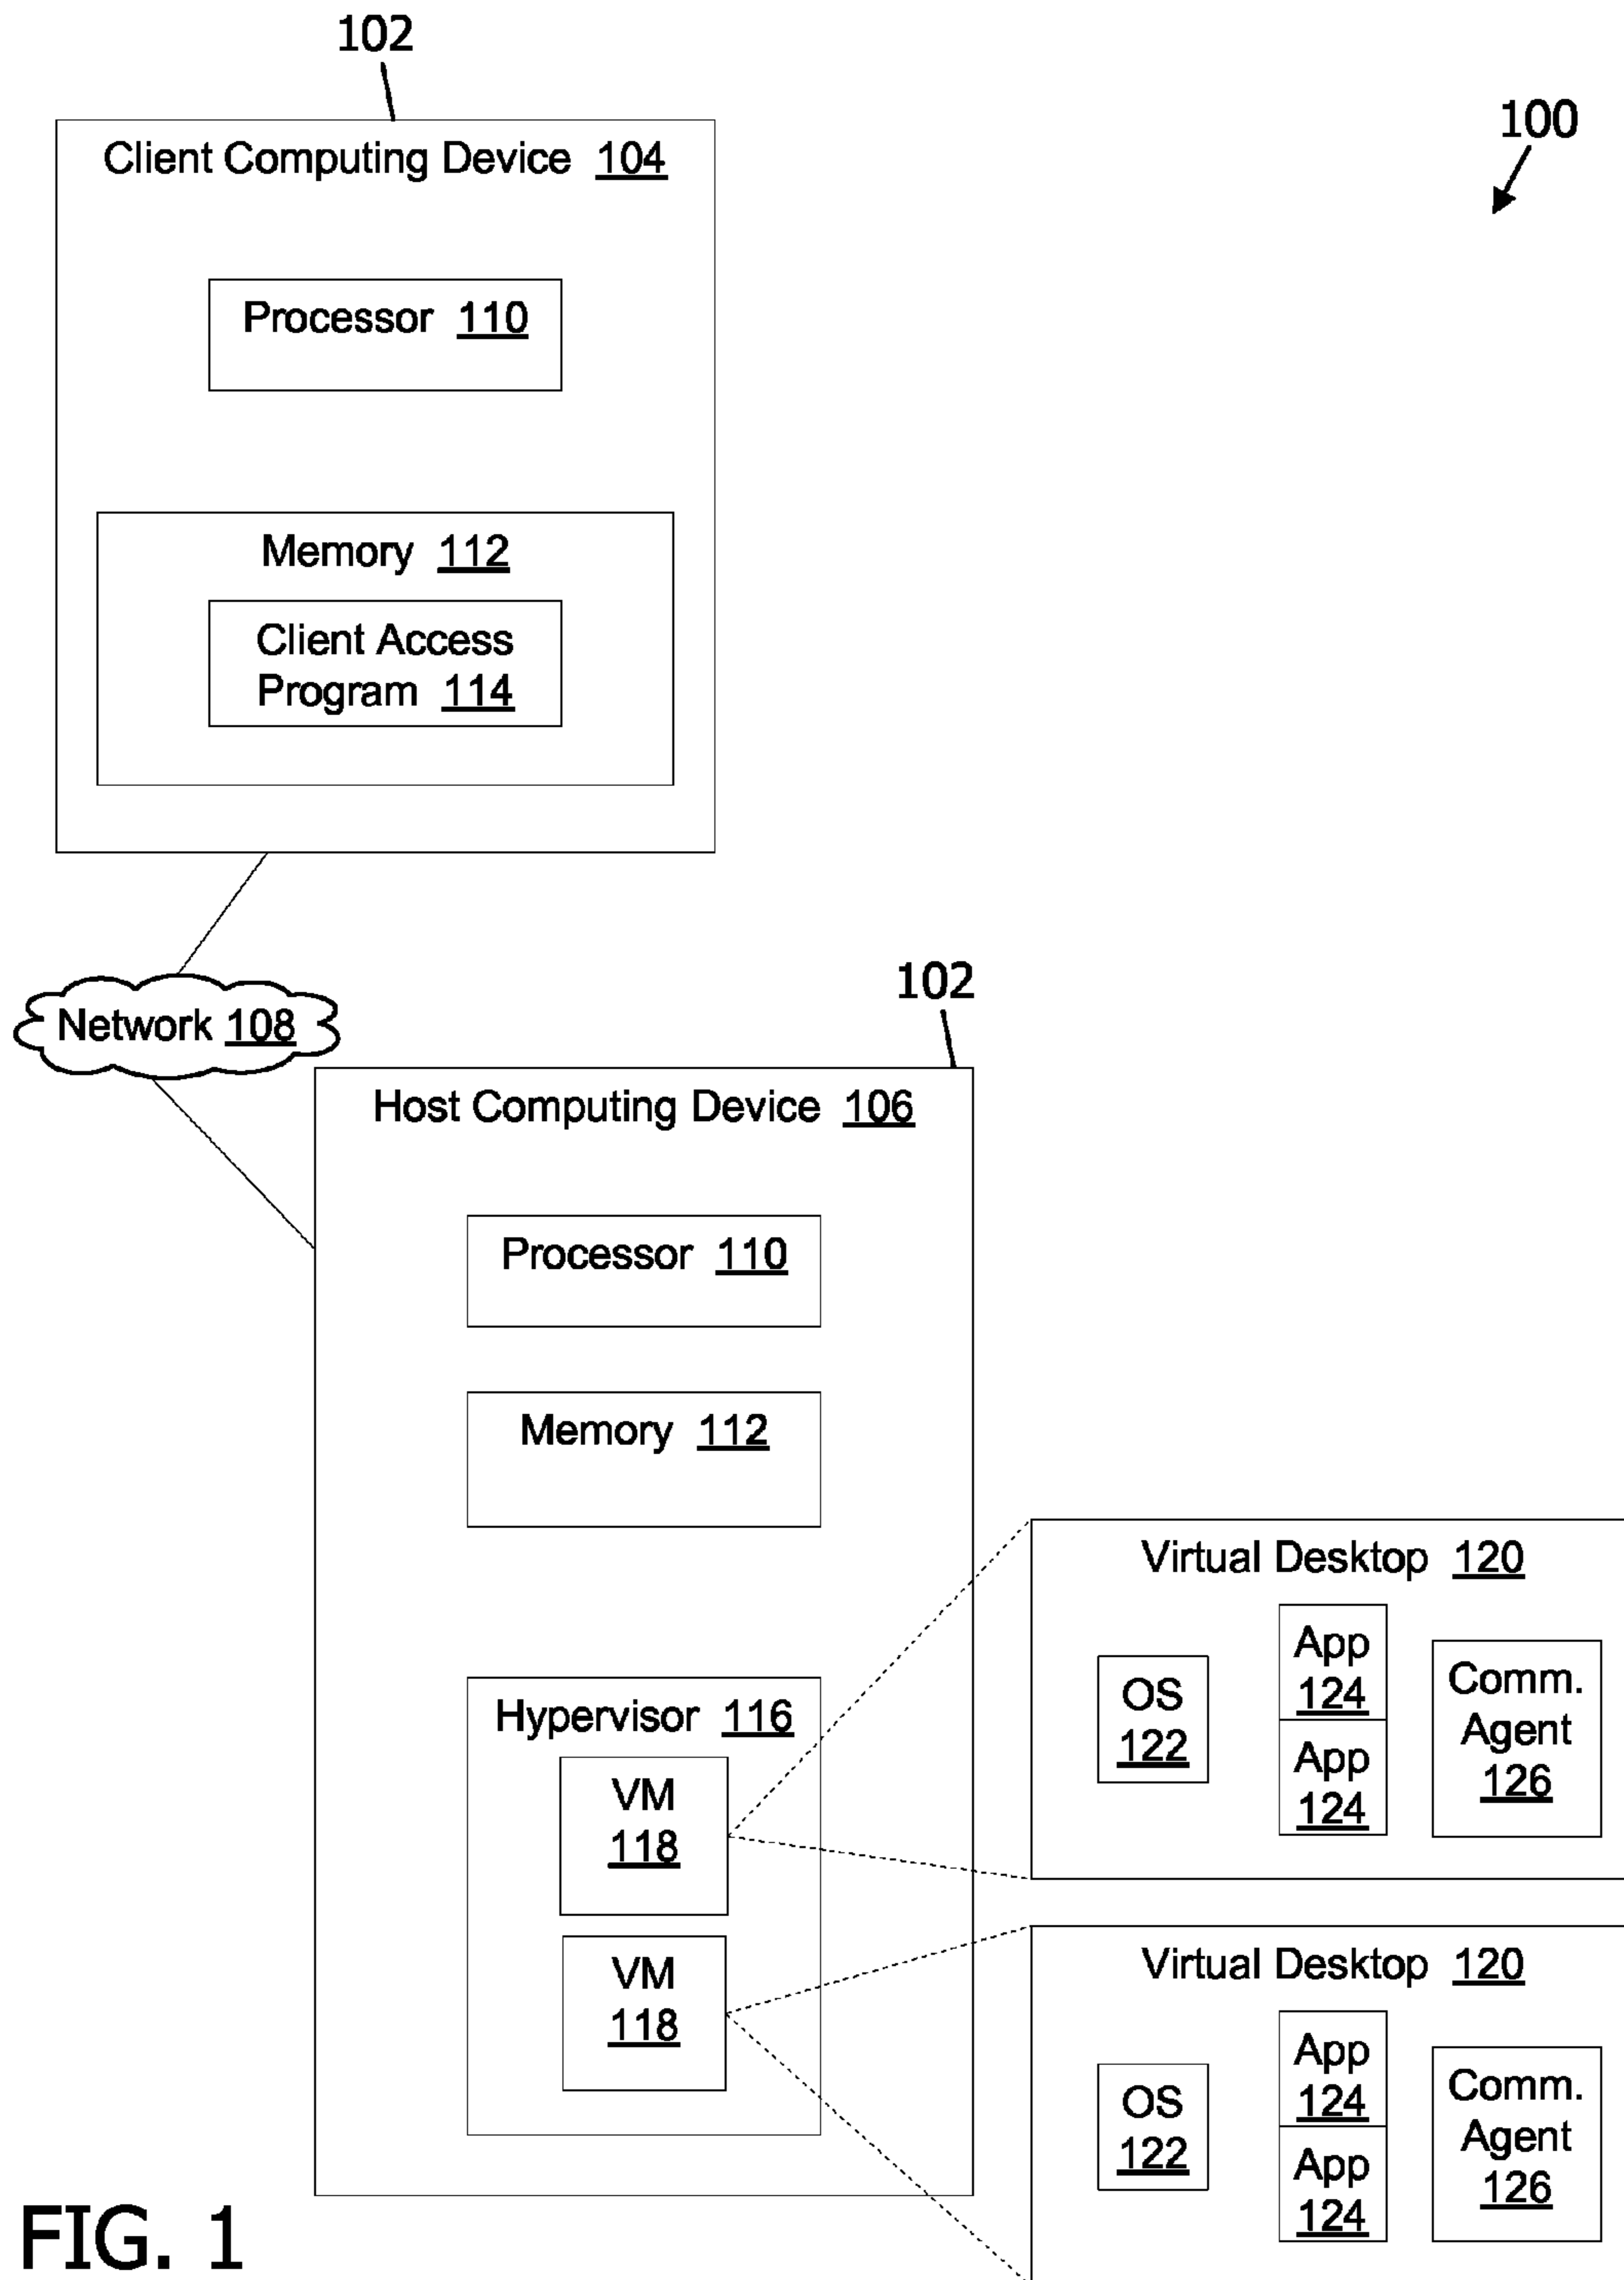 102
100
Client Computing Device 104
Processor 110
Memory 112
Client Access
Program 114
102
Network 108
Host Computing Device 106
Processor 110
Memory 112
Hypervisor 116
VM
118
VM
118
Virtual Desktop 120
OS
122
App
124
App
124
Comm.
Agent
126
Virtual Desktop 120
OS
122
App
124
App
124
Comm.
Agent
126
FIG. 1